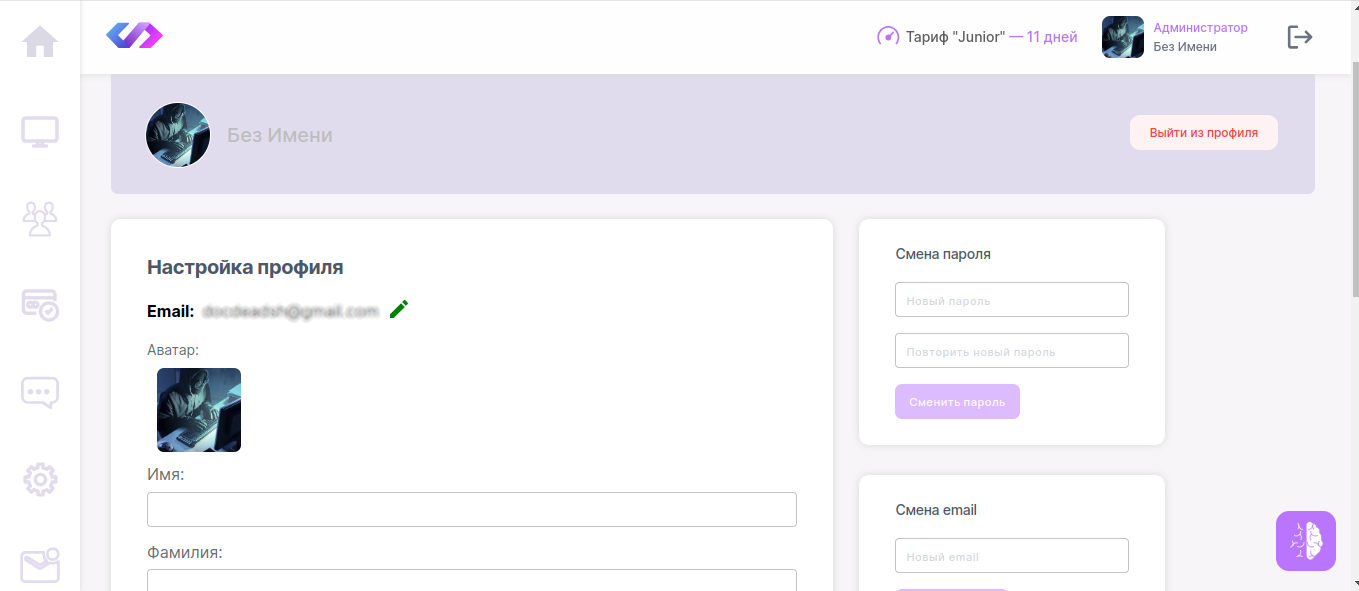 Тариф "Junior" — 11 дней
Администратор
Без Имени
Без Имени
Выйти из профиля
Настройка профиля
Email:
Аватар:
Имя:
Фамилия:
Смена пароля
Новый пароль
Повторить новый пароль
Сменить пароль
Смена email
Новый email